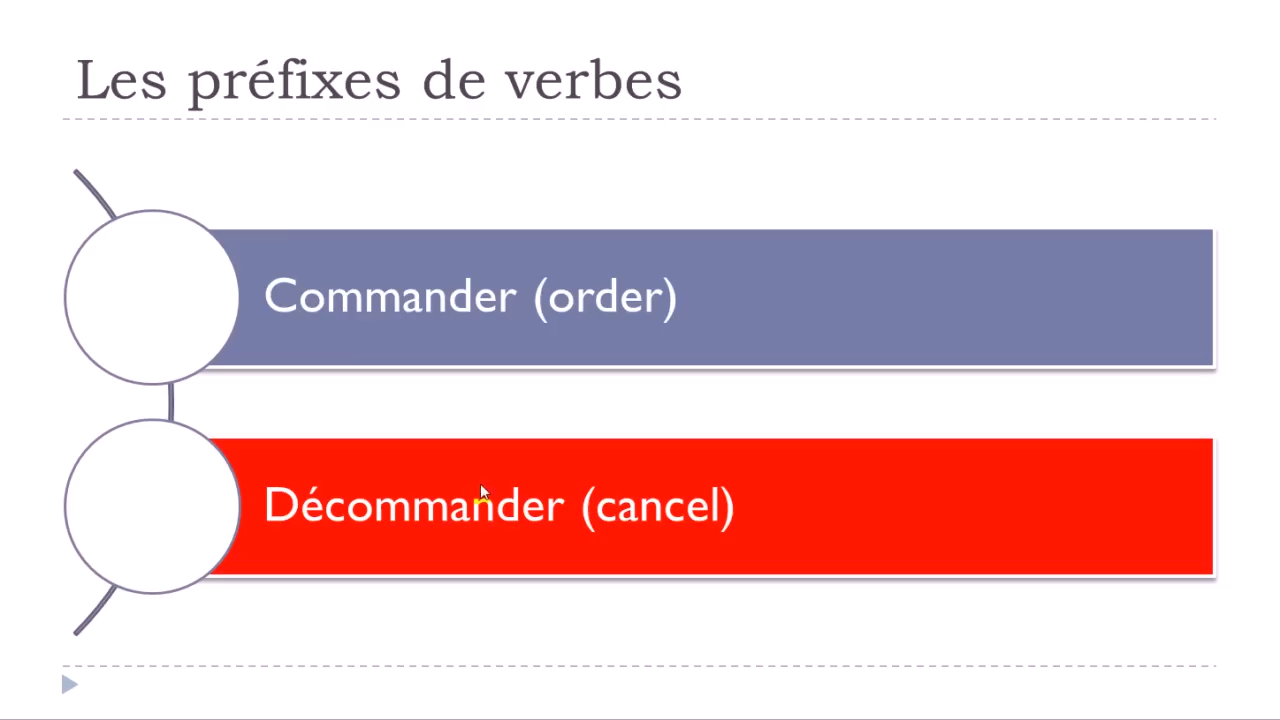 Les préfixes de verbes
Commander (order)
Décommander (cancel)